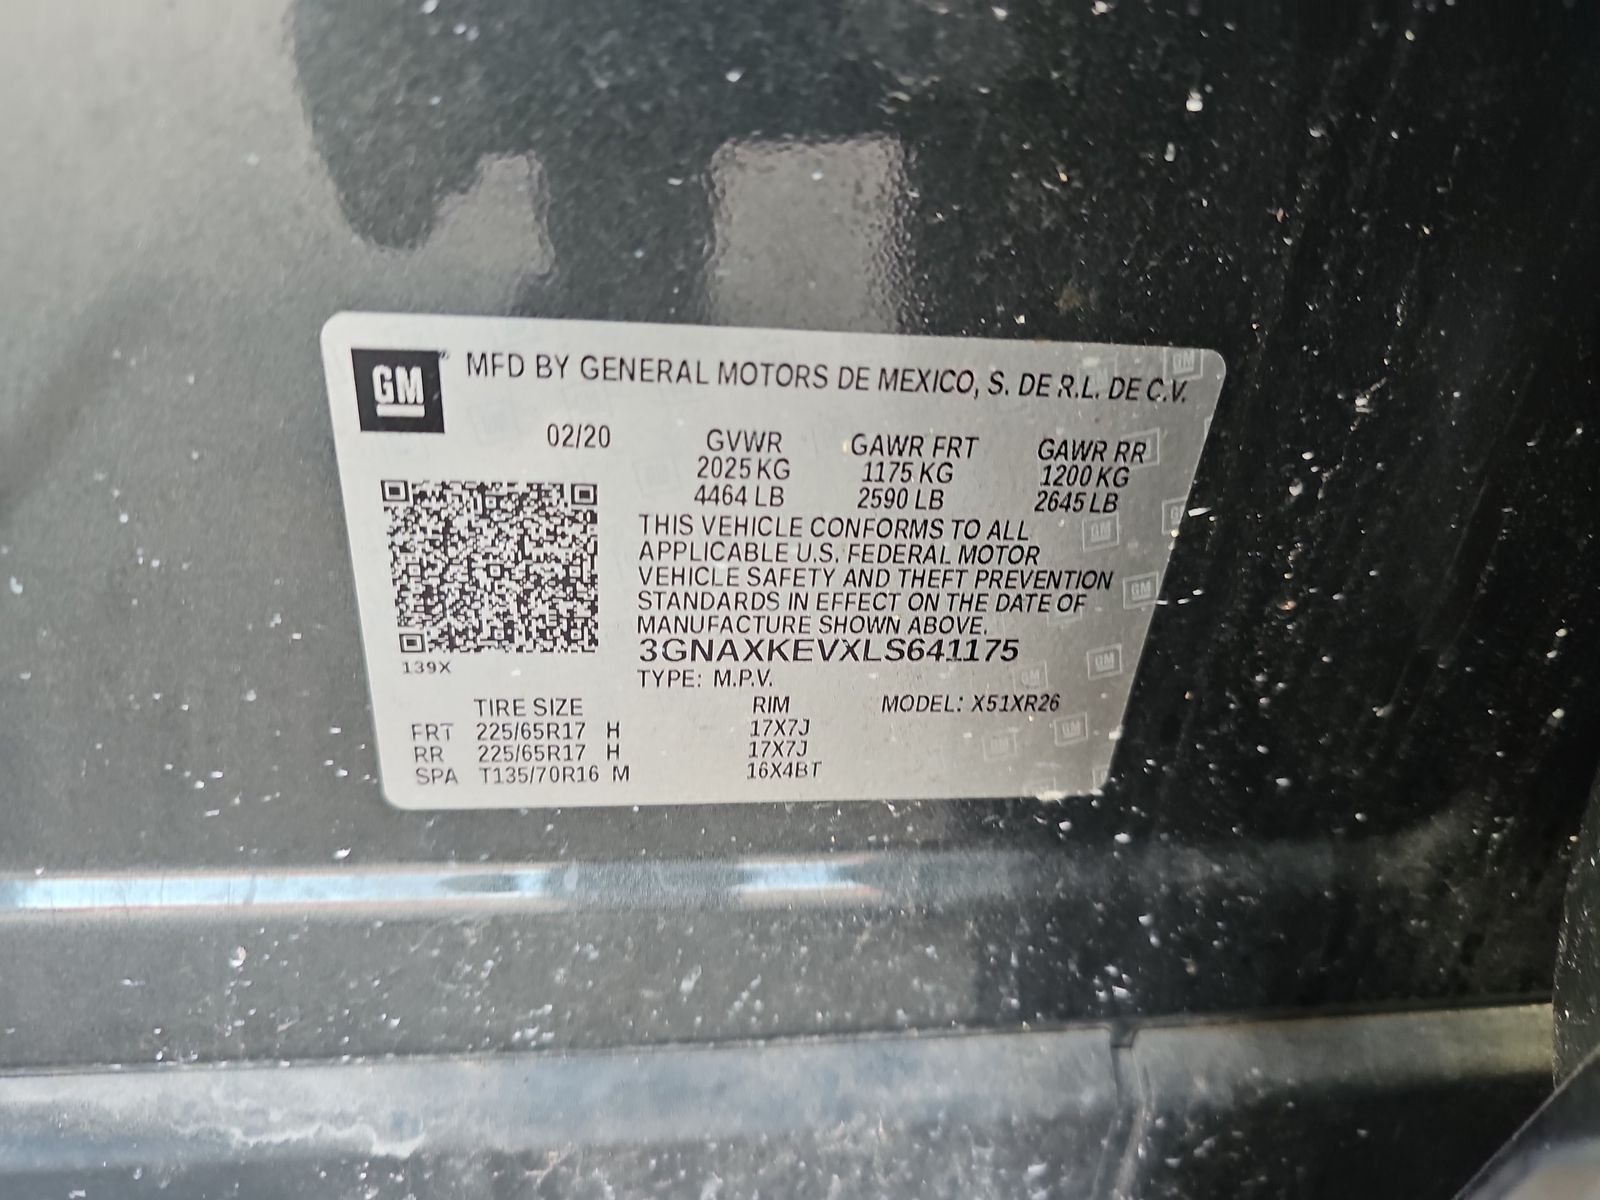 GM MFD BY GENERAL MOTORS DE MEXICO, S. DE R.L. DE C.V.
02/20 GVWR GAWR FRT GAWR RR
2025 KG 1175 KG 1200 KG
4464 LB 2590 LB 2645 LB
THIS VEHICLE CONFORMS TO ALL
APPLICABLE U.S. FEDERAL MOTOR
VEHICLE SAFETY AND THEFT PREVENTION
STANDARDS IN EFFECT ON THE DATE OF
MANUFACTURE SHOWN ABOVE.
3GNAXKEVXLS641175
139X
TYPE: M.P.V.
TIRE SIZE RIM MODEL: X51XR26
FRT 225/65R17 H 17X7J
RR 225/65R17 H 17X7J
SPA T135/70R16 M 16X4BT